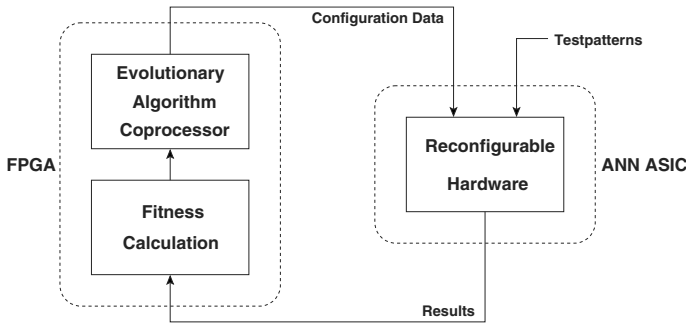 Configuration Data
Testpatterns
Evolutionary
Algorithm
Coprocessor
FPGA
Fitness
Calculation
Reconfigurable
Hardware
ANN ASIC
Results